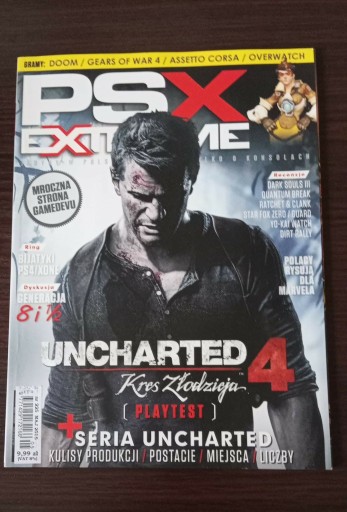 GRAMY: DOOM / GEARS OF WAR 4 / ASSETTO CORSA / OVERWATCH
PSX
EXTREME
O KONSOLACH
MROCZNA
STRONA
GAMEDEVU
Recenzje
DARK SOULS III
QUANTUM BREAK
RATCHET & CLANK
STAR FOX ZERO / GUARD
YO-KAI WATCH
DIRT RALLY
Ring
BIJATYKI
PS4/XONE
Dyskusja
GENERACJA
8 i ½
POLACY
RYSUJĄ
DLA
MARVELA
UNCHARTED 4
Kres Złodzieja
[ PLAYTEST ]
+ SERIA UNCHARTED
KULISY PRODUKCJI / POSTACIE / MIEJSCA / LICZBY
9,99 zł